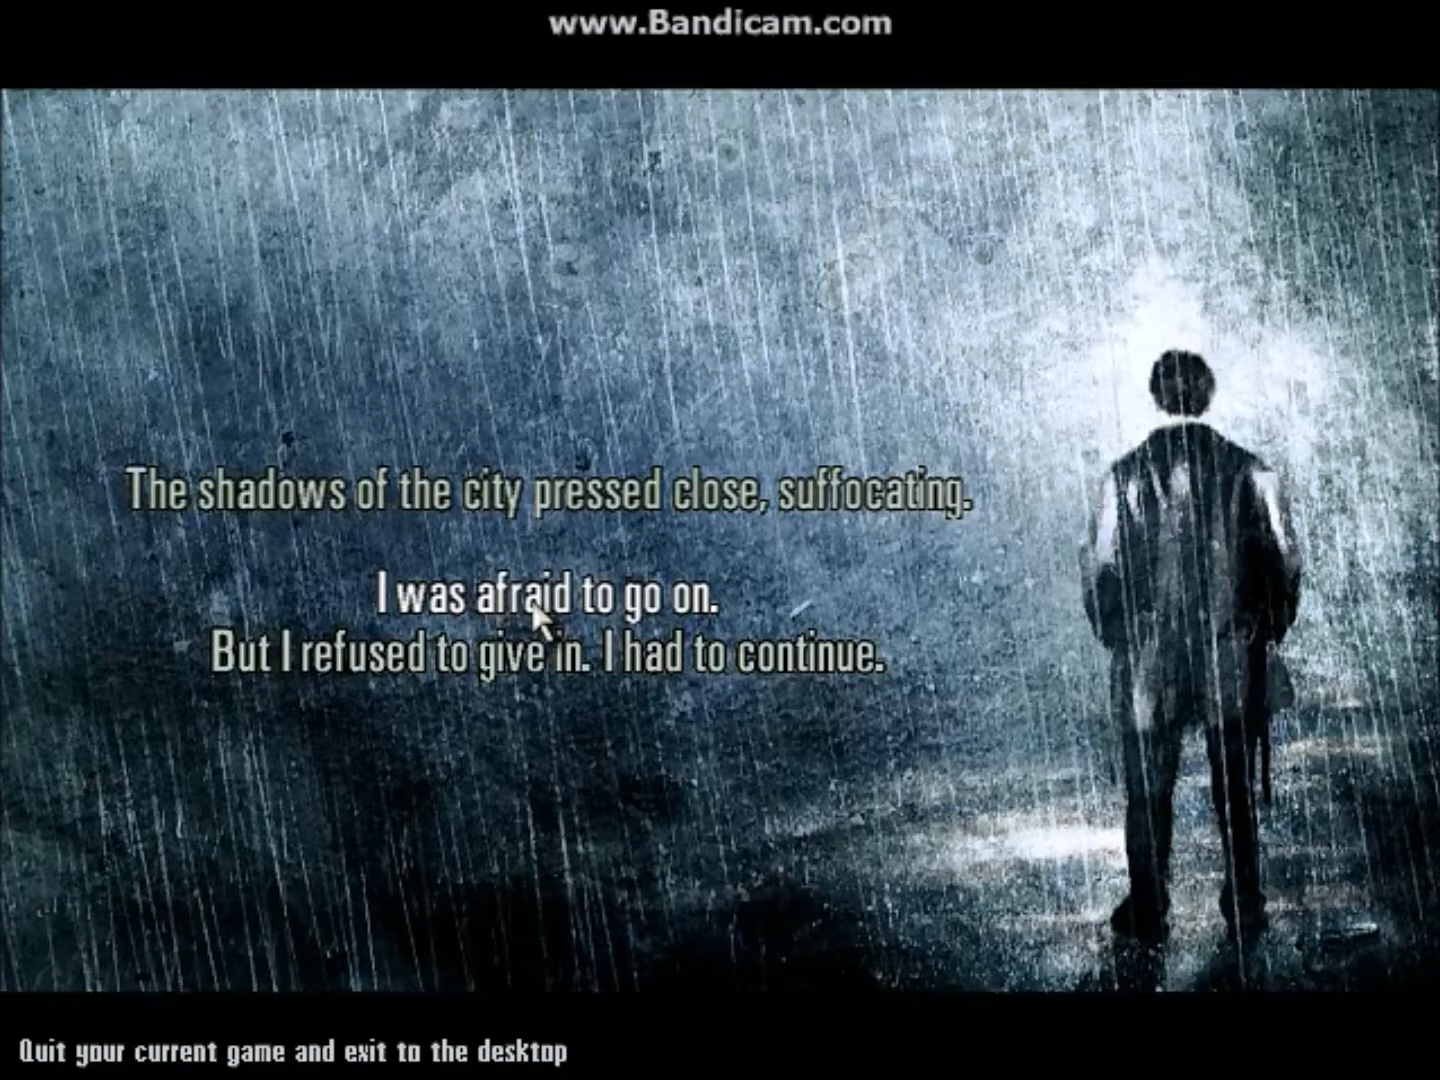 www.Bandicam.com
The shadows of the city pressed close, suffocating.
I was afraid to go on.
But I refused to give in. I had to continue.
Quit your current game and exit to the desktop